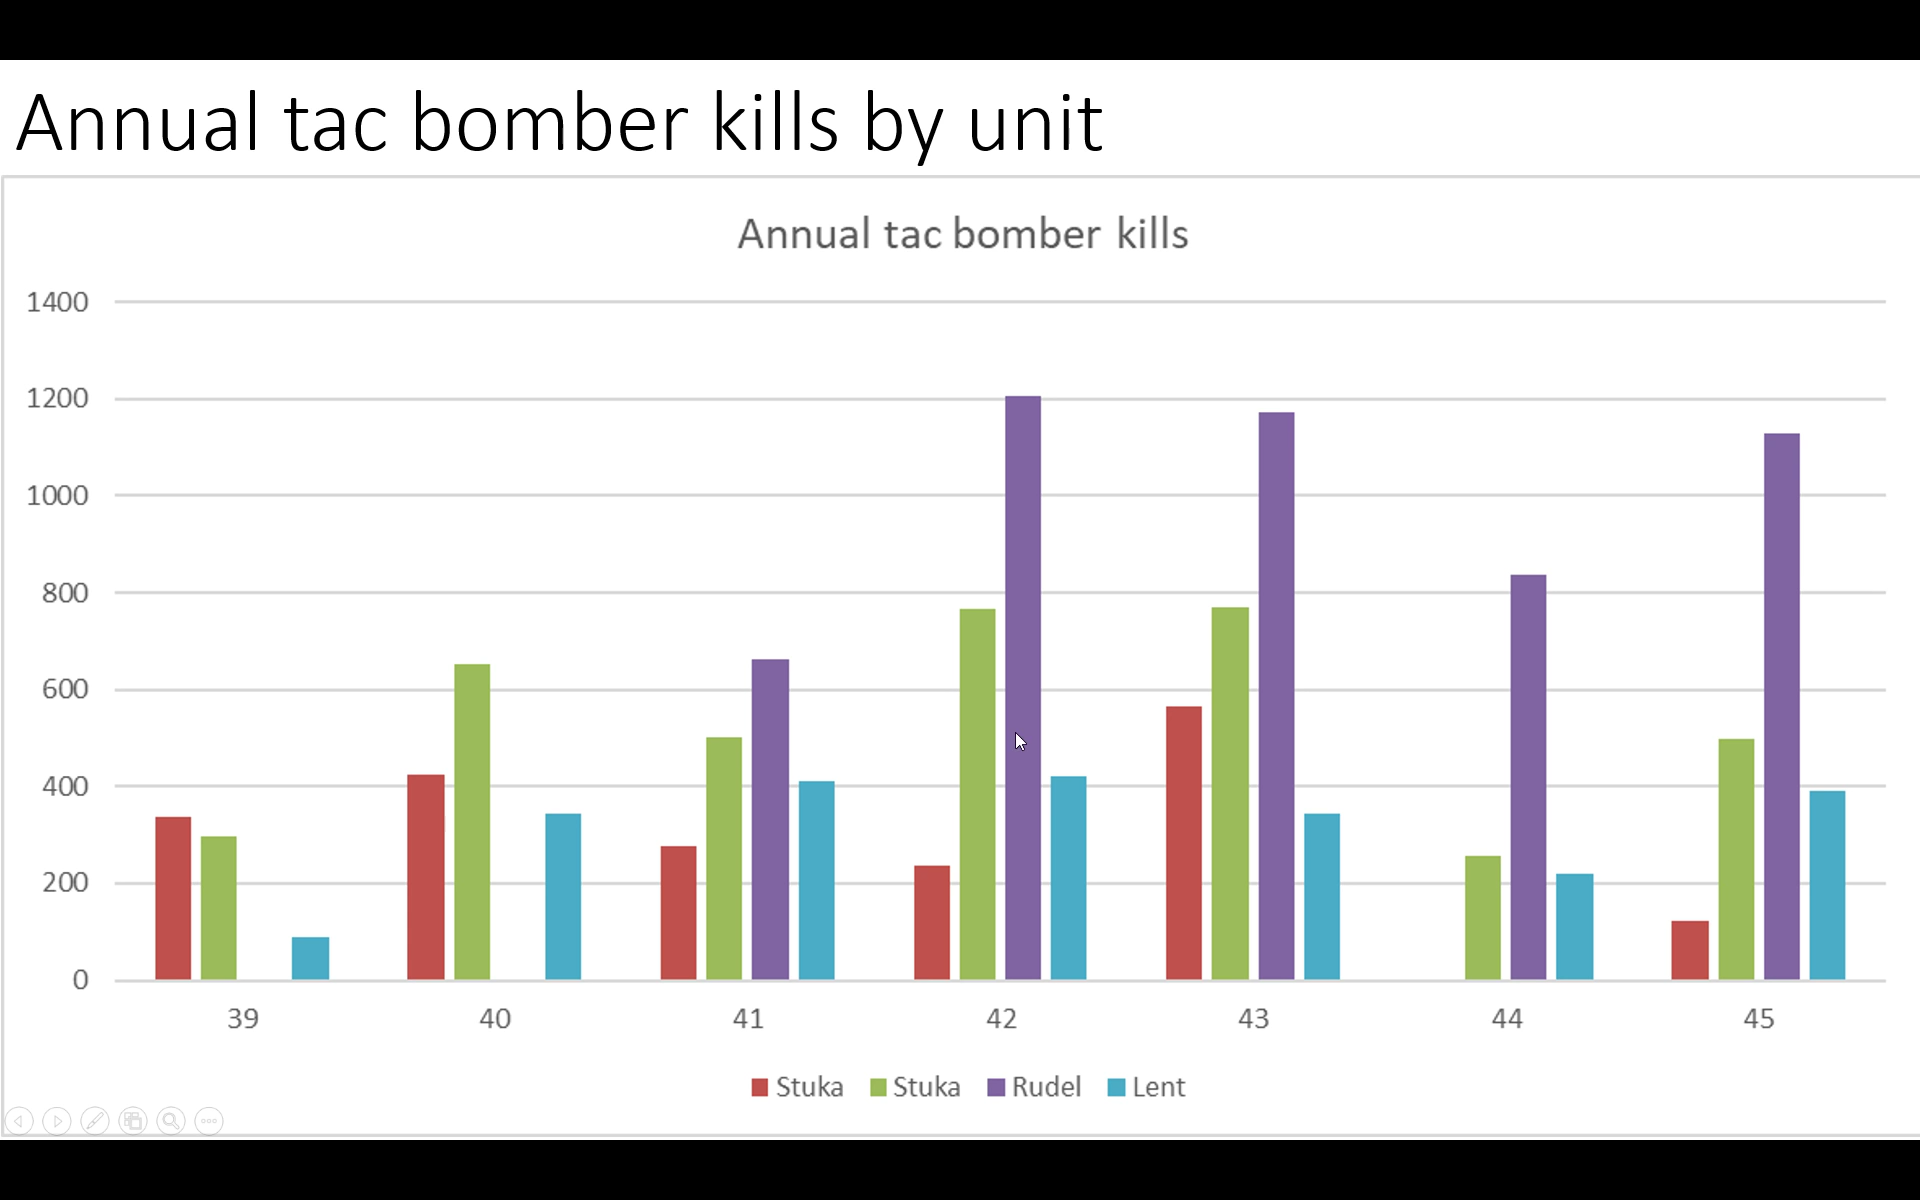 Annual tac bomber kills by unit
Annual tac bomber kills
1400
1200
1000
800
600
400
200
0
39 40 41 42 43 44 45
Stuka Stuka Rudel Lent